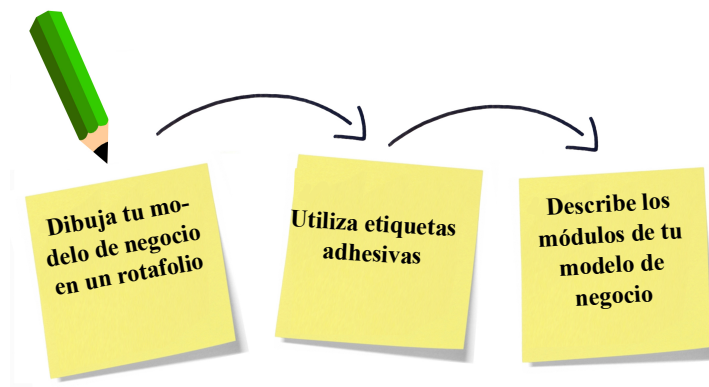 Dibuja tu mo-
delo de negocio
en un rotafolio
Utiliza etiquetas
adhesivas
Describe los
módulos de tu
modelo de
negocio